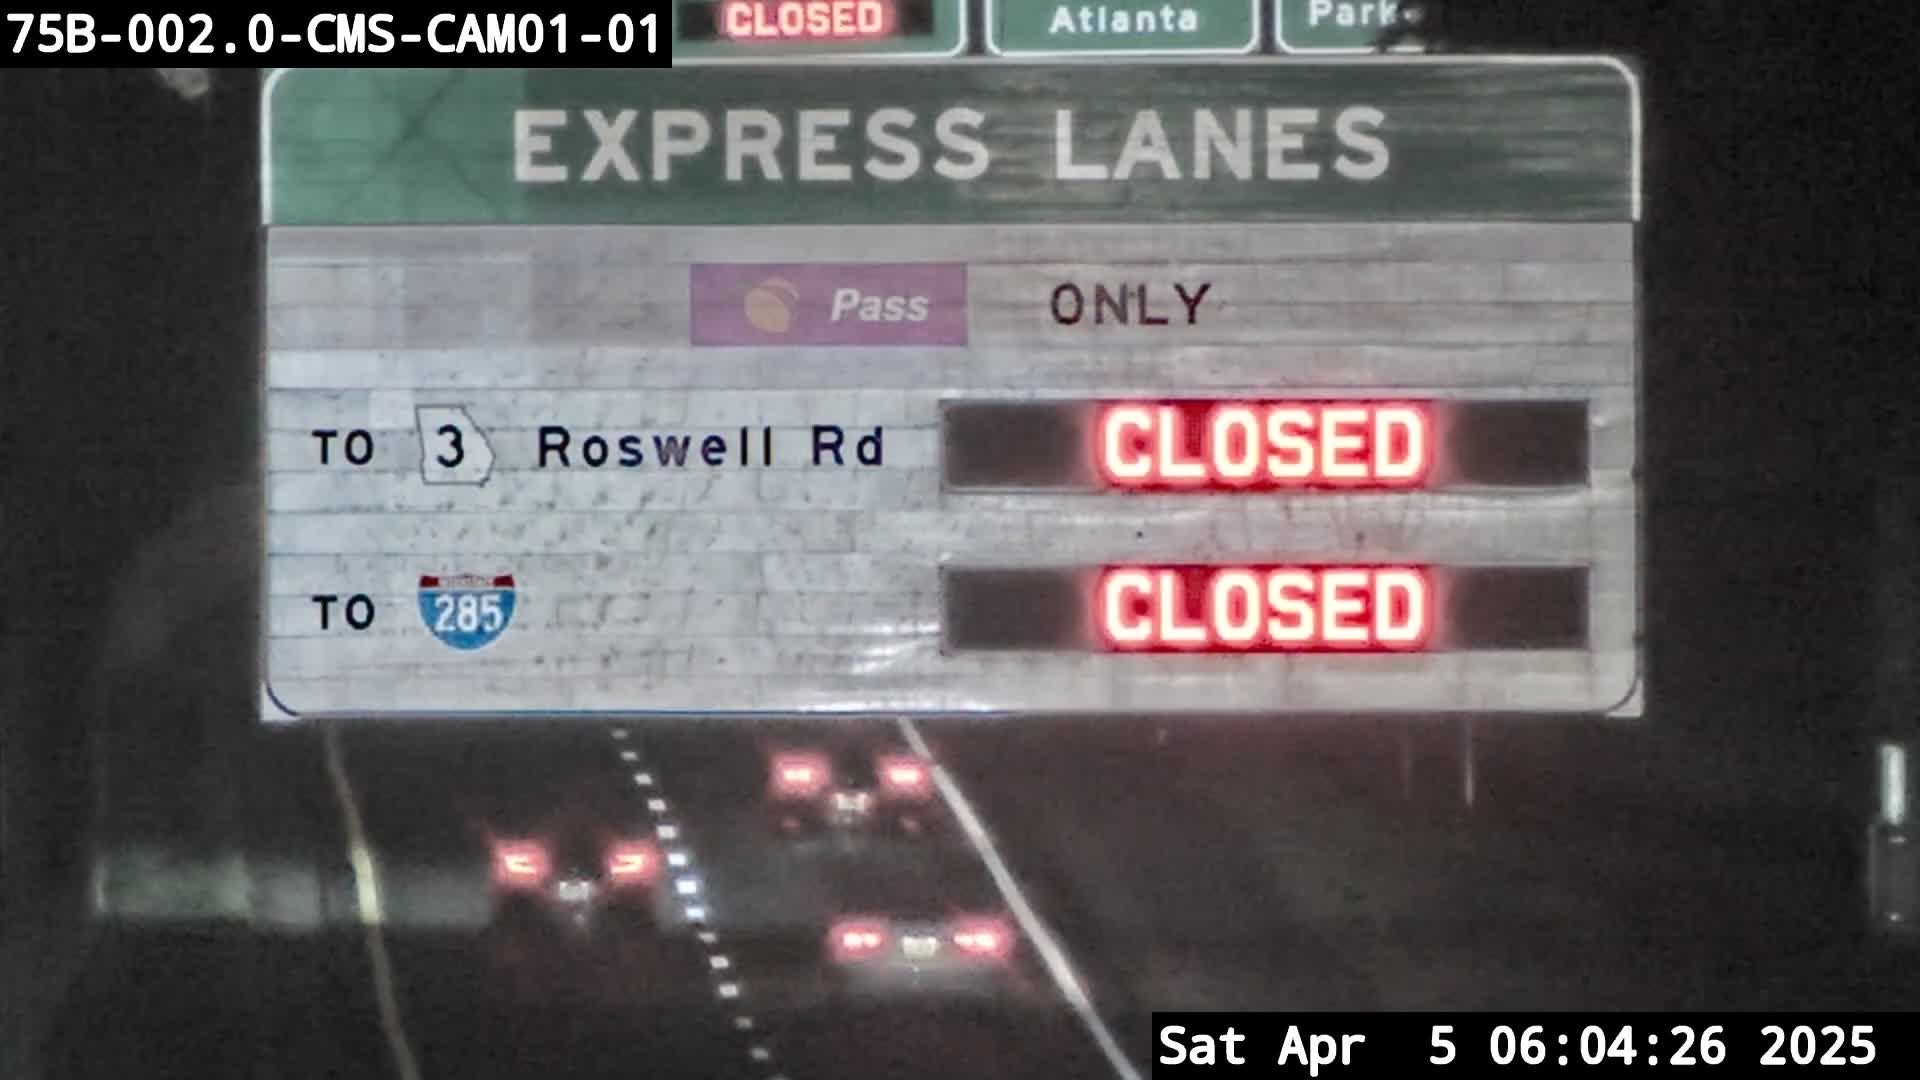 75B-002.0-CMS-CAM01-01
CLOSED
Atlanta
Park
EXPRESS LANES
Pass ONLY
TO 3 Roswell Rd CLOSED
TO 285 CLOSED
Sat Apr 5 06:04:26 2025